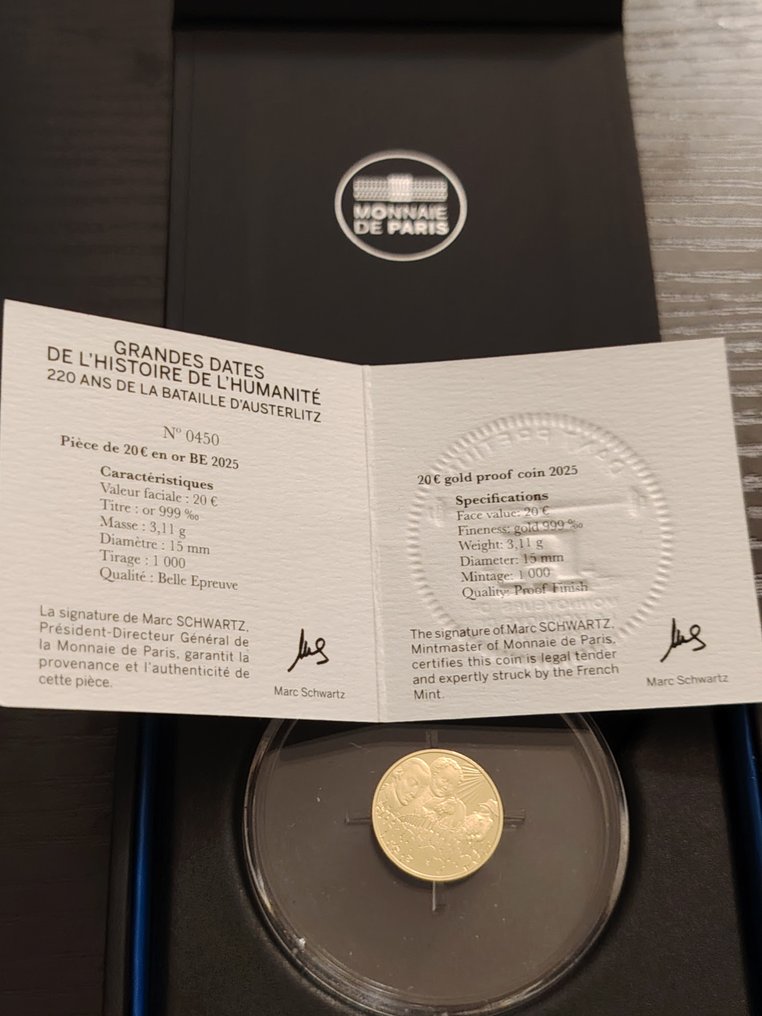 MONNAIE
DE PARIS
GRANDES DATES
DE L'HISTOIRE DE L'HUMANITÉ
220 ANS DE LA BATAILLE D'AUSTERLITZ
N° 0450
Pièce de 20 € en or BE 2025
Caractéristiques
Valeur faciale : 20 €
Titre : or 999 ‰
Masse : 3,11 g
Diamètre : 15 mm
Tirage : 1 000
Qualité : Belle Epreuve
La signature de Marc SCHWARTZ,
Président-Directeur Général de
la Monnaie de Paris, garantit la
provenance et l'authenticité de
cette pièce.
Marc Schwartz
20 € gold proof coin 2025
Specifications
Face value: 20 €
Fineness: gold 999 ‰
Weight: 3,11 g
Diameter: 15 mm
Mintage: 1 000
Quality: Proof Finish
The signature of Marc SCHWARTZ,
Mintmaster of Monnaie de Paris,
certifies this coin is legal tender
and expertly struck by the French
Mint.
Marc Schwartz